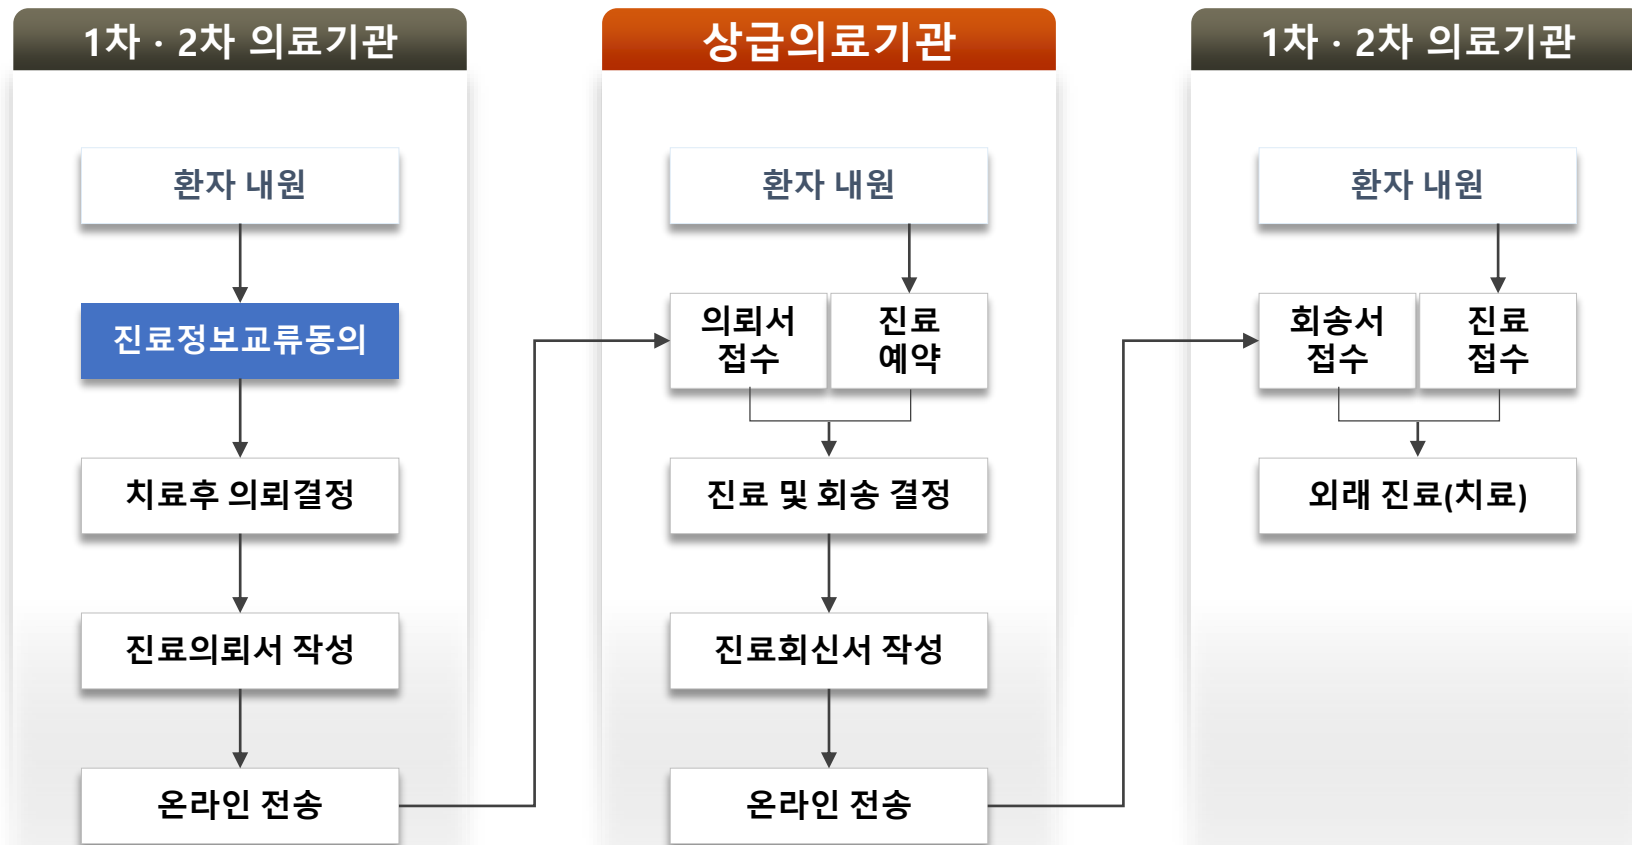 1차 · 2차 의료기관
환자 내원
진료정보교류동의
치료후 의뢰결정
진료의뢰서 작성
온라인 전송
상급의료기관
환자 내원
의뢰서
접수
진료
예약
진료 및 회송 결정
진료회신서 작성
온라인 전송
1차 · 2차 의료기관
환자 내원
회송서
접수
진료
접수
외래 진료(치료)